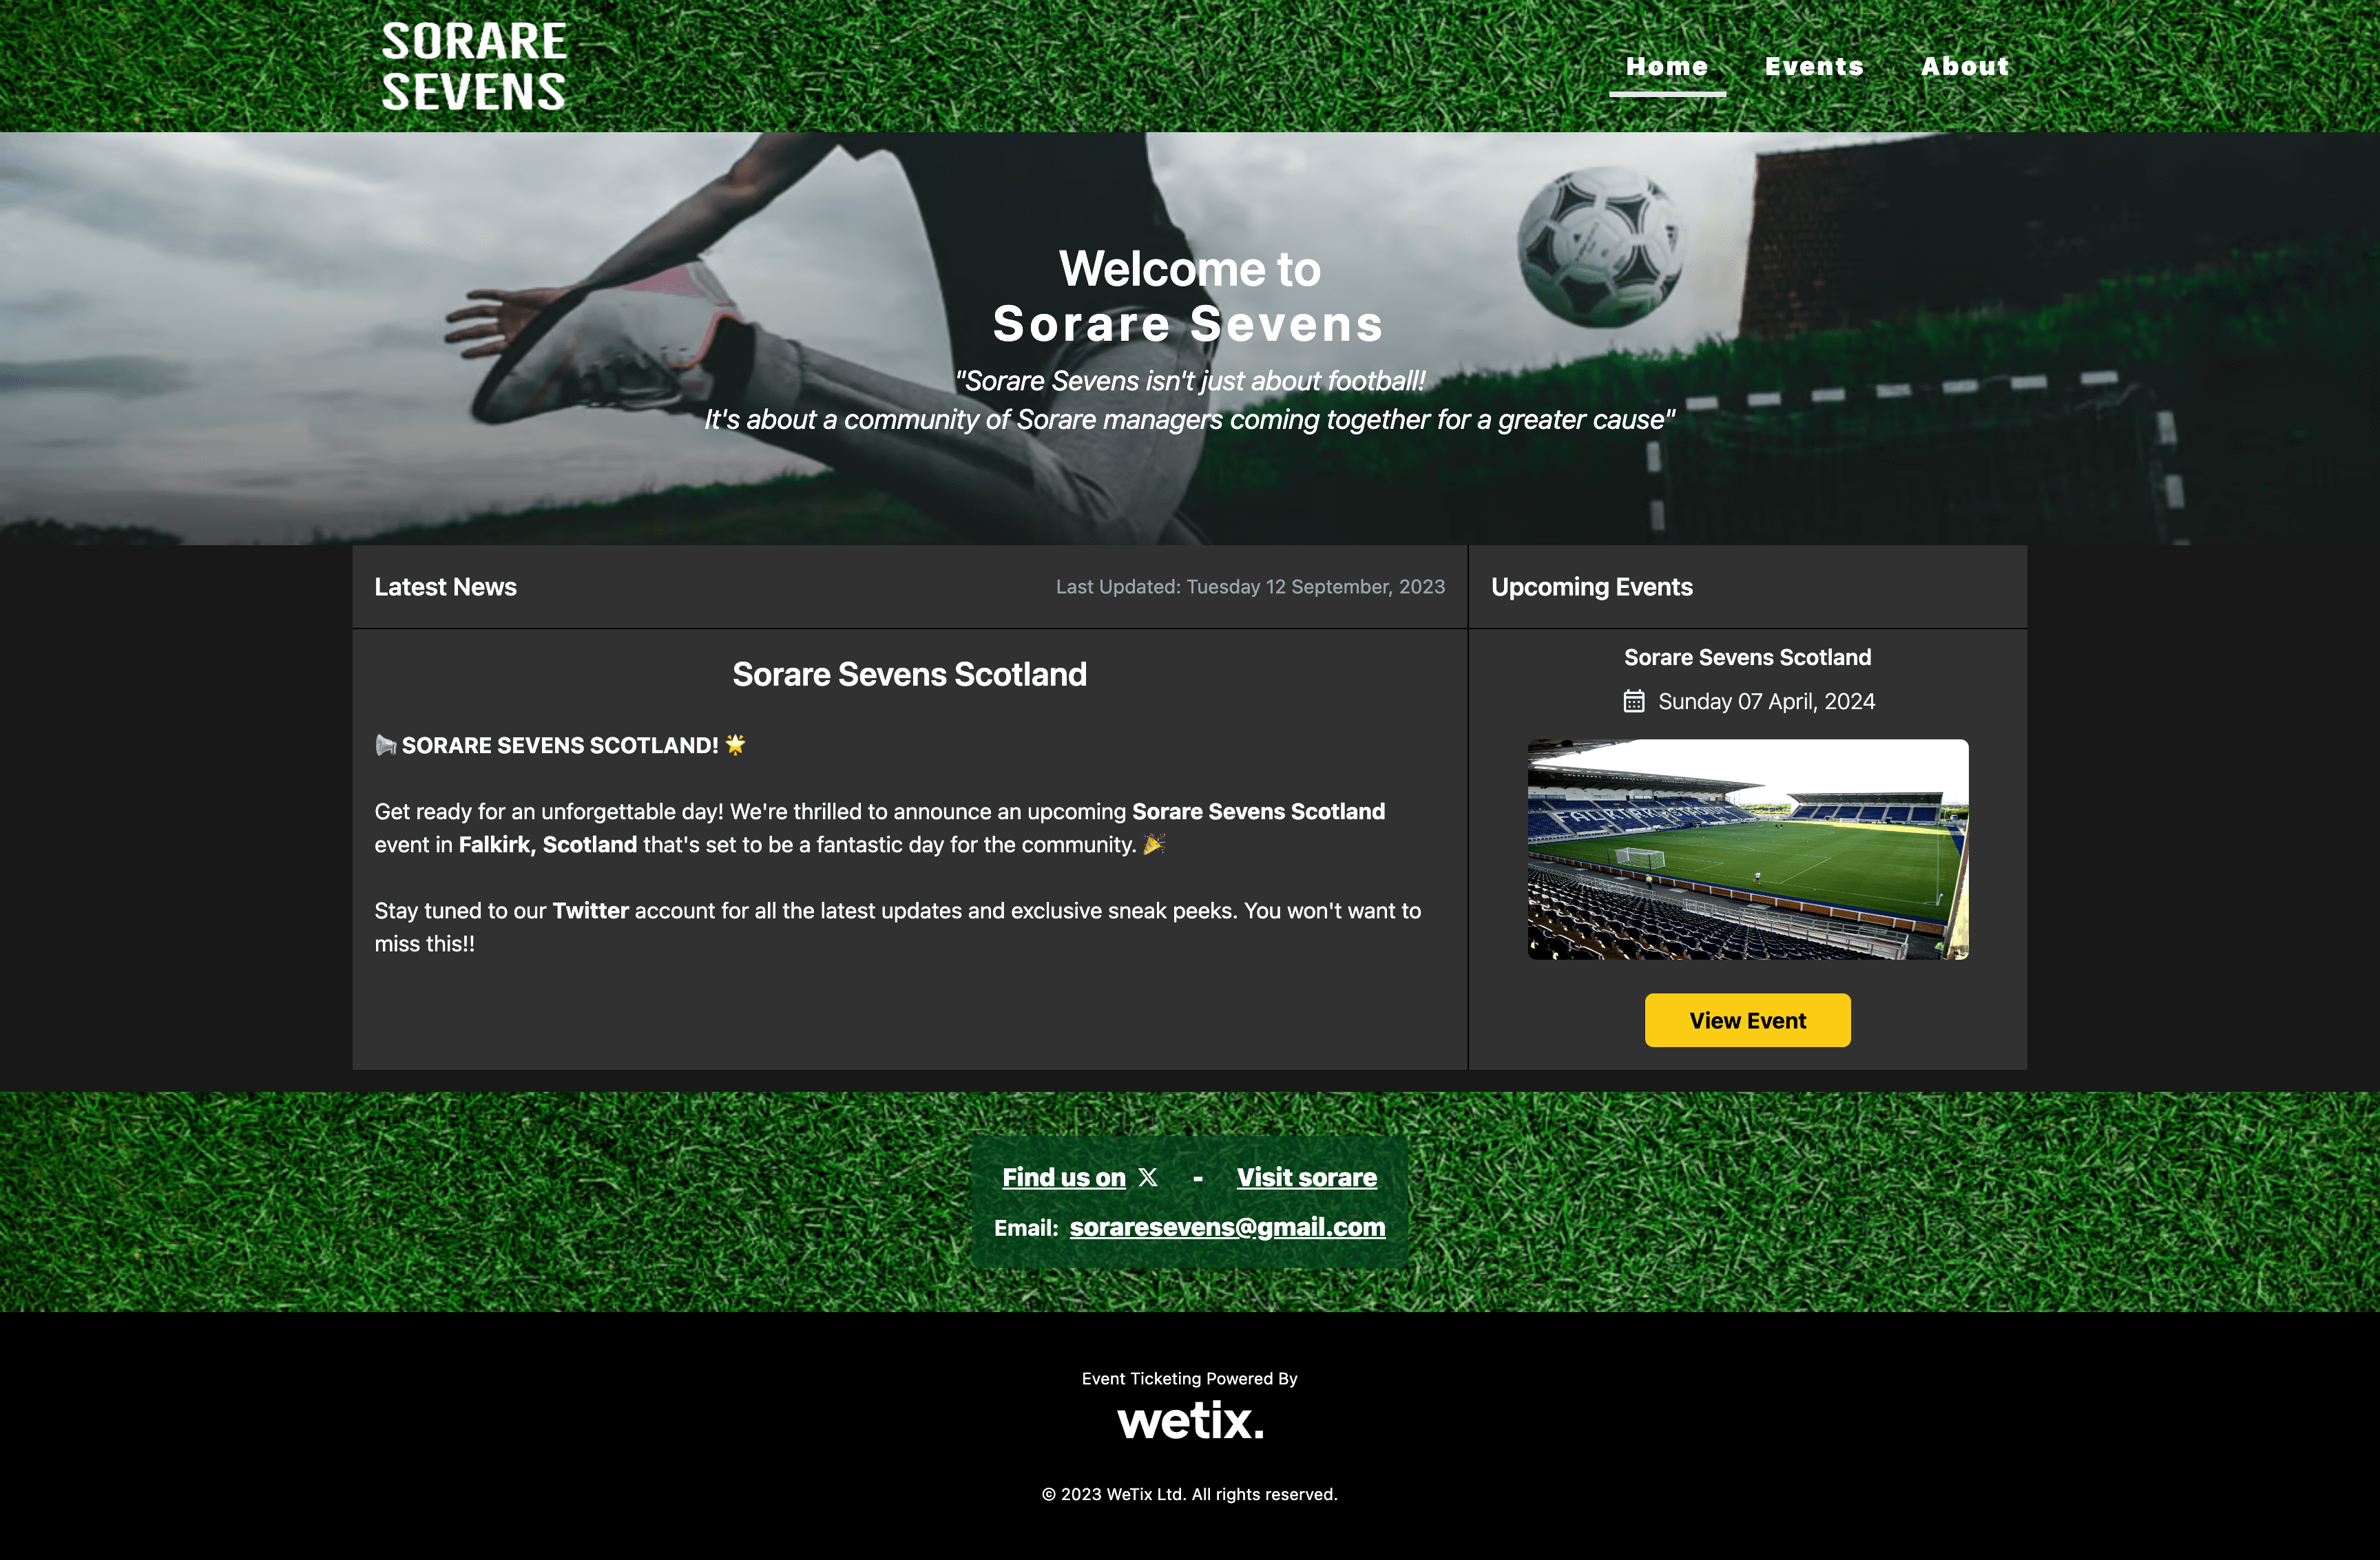 SORARE
SEVENS
Home
Events
About
Welcome to
Sorare Sevens
"Sorare Sevens isn't just about football!
It's about a community of Sorare managers coming together for a greater cause"
Latest News
Last Updated: Tuesday 12 September, 2023
Sorare Sevens Scotland
📢 SORARE SEVENS SCOTLAND! 🌟
Get ready for an unforgettable day! We're thrilled to announce an upcoming Sorare Sevens Scotland
event in Falkirk, Scotland that's set to be a fantastic day for the community. 🎉
Stay tuned to our Twitter account for all the latest updates and exclusive sneak peeks. You won't want to
miss this!!
Upcoming Events
Sorare Sevens Scotland
Sunday 07 April, 2024
FALKIRK STADIUM
View Event
Find us on 𝕏 - Visit sorare
Email: soraresevens@gmail.com
Event Ticketing Powered By
wetix.
© 2023 WeTix Ltd. All rights reserved.